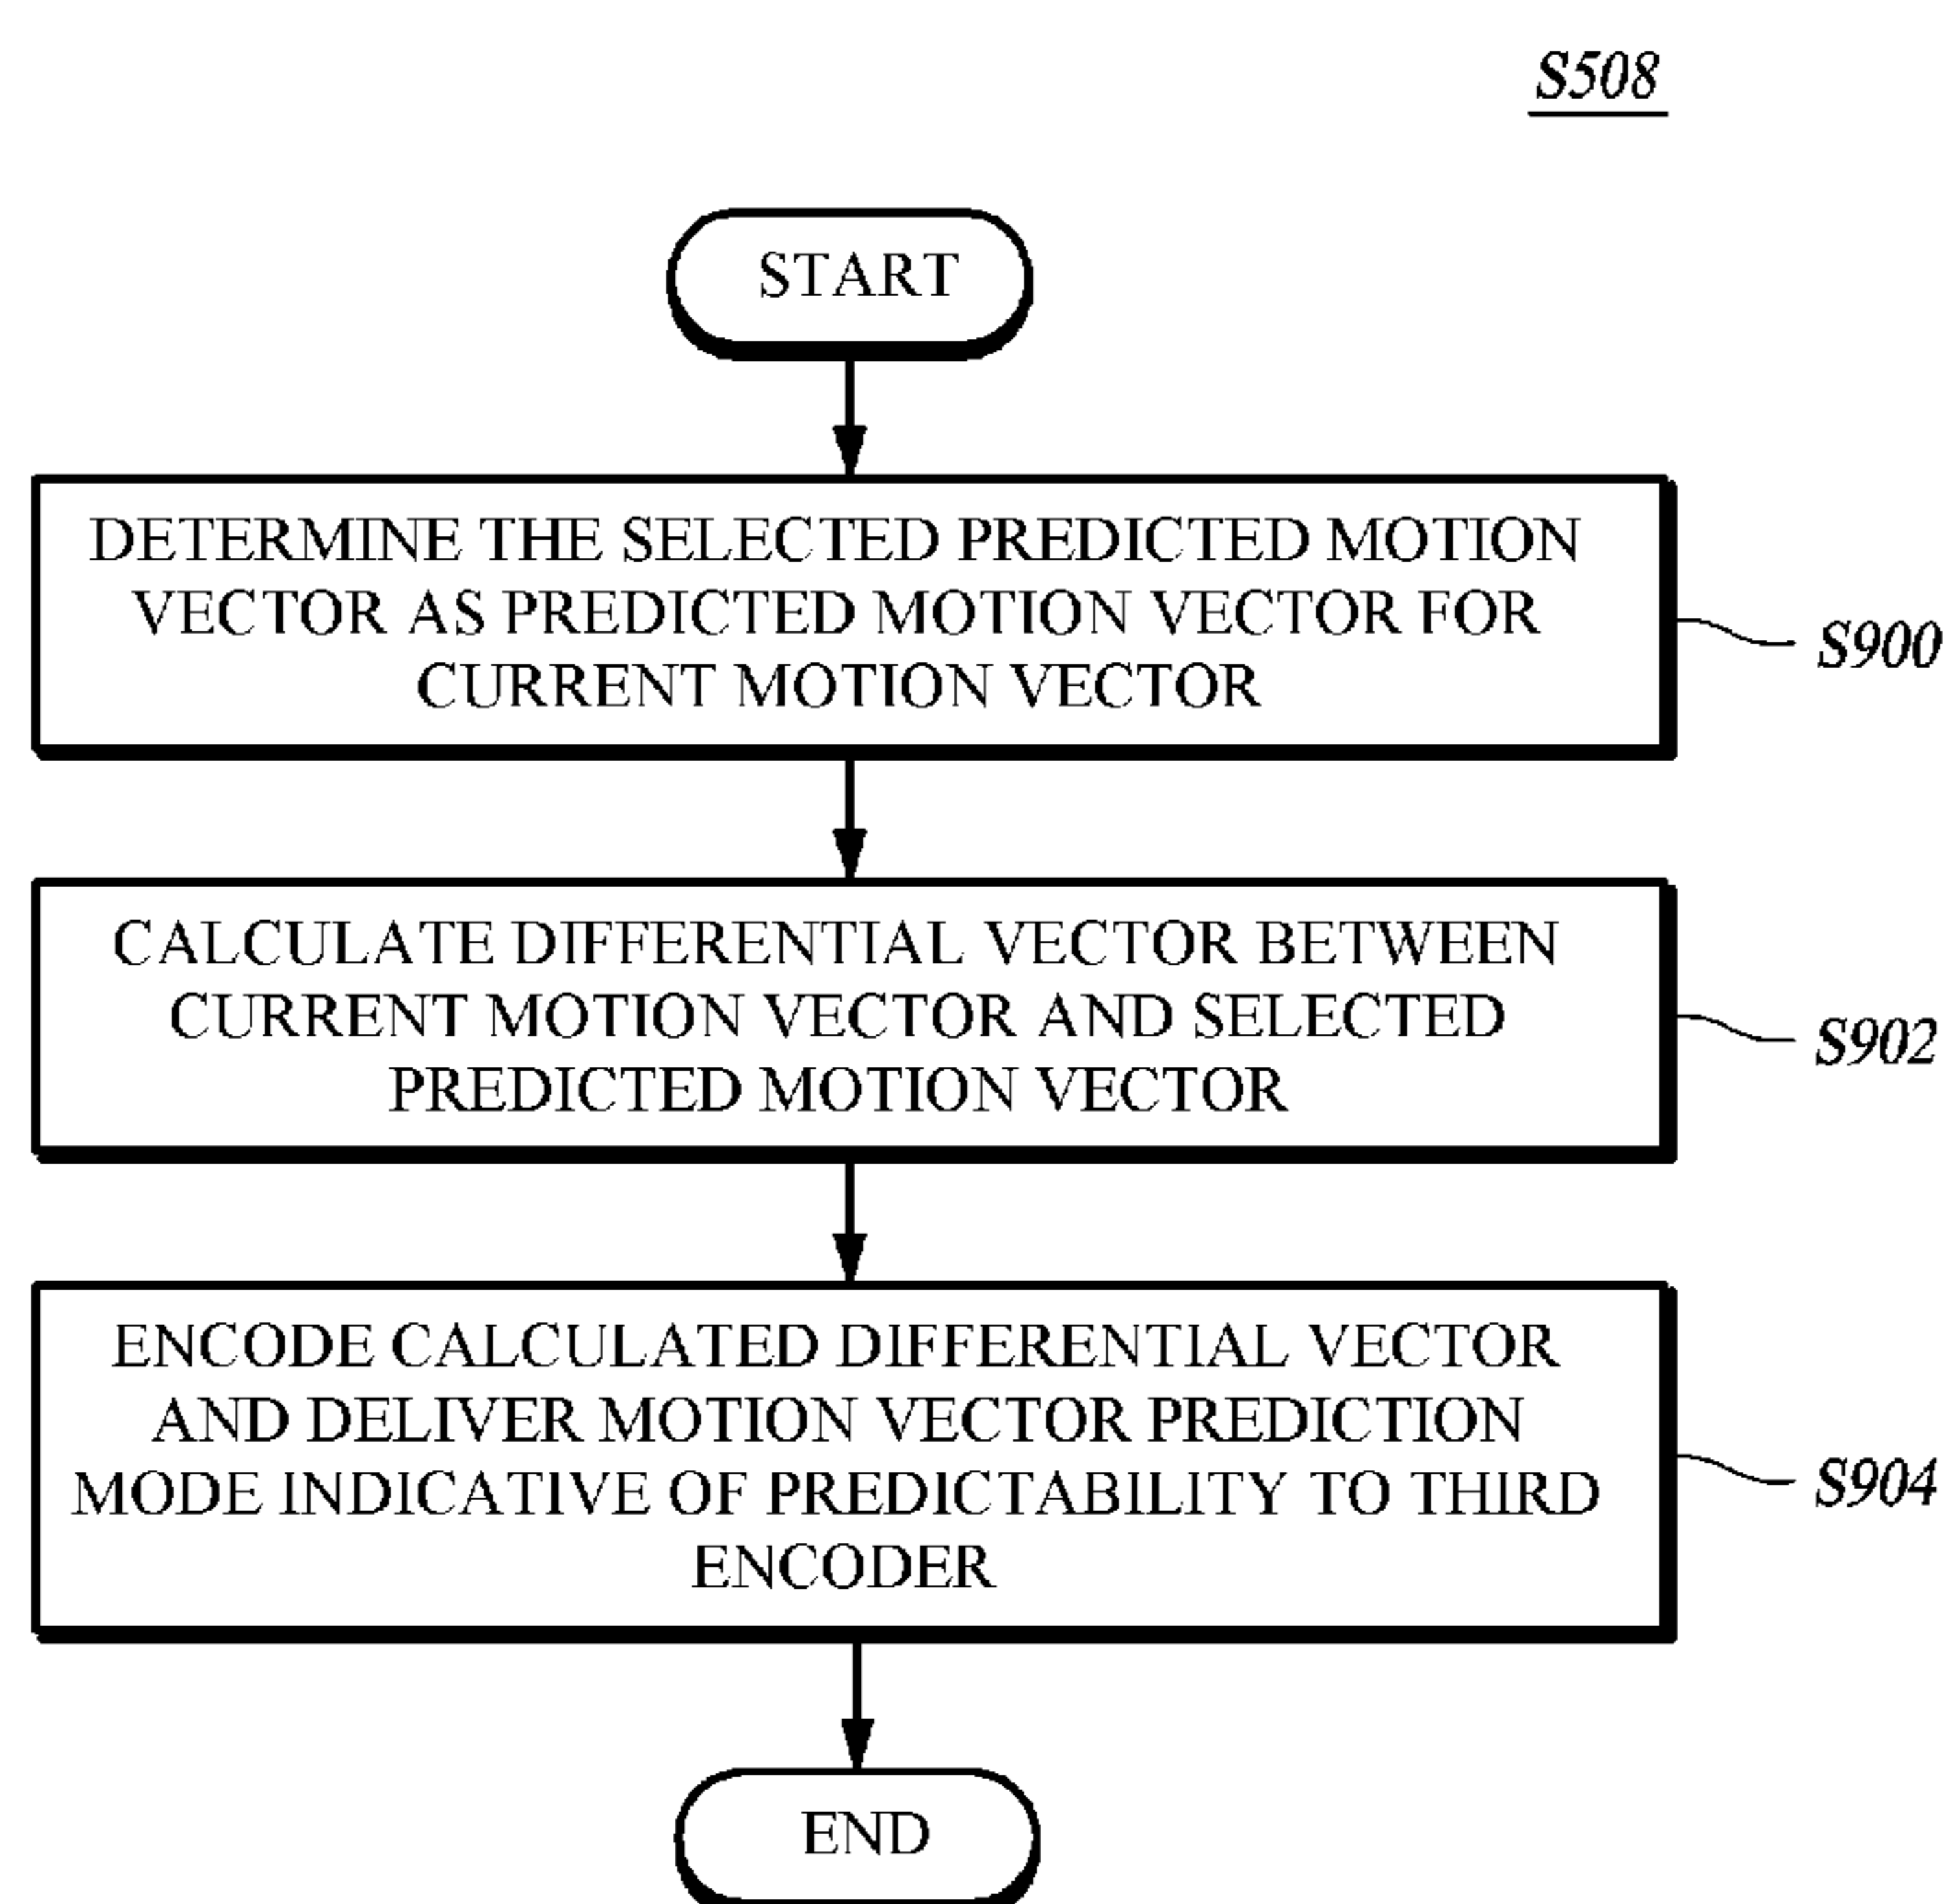 S508
START
DETERMINE THE SELECTED PREDICTED MOTION
VECTOR AS PREDICTED MOTION VECTOR FOR
CURRENT MOTION VECTOR
S900
CALCULATE DIFFERENTIAL VECTOR BETWEEN
CURRENT MOTION VECTOR AND SELECTED
PREDICTED MOTION VECTOR
S902
ENCODE CALCULATED DIFFERENTIAL VECTOR
AND DELIVER MOTION VECTOR PREDICTION
MODE INDICATIVE OF PREDICTABILITY TO THIRD
ENCODER
S904
END